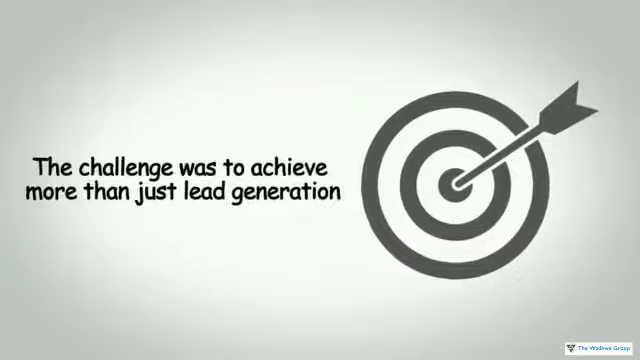 The challenge was to achieve
more than just lead generation
The Wadhwa Group